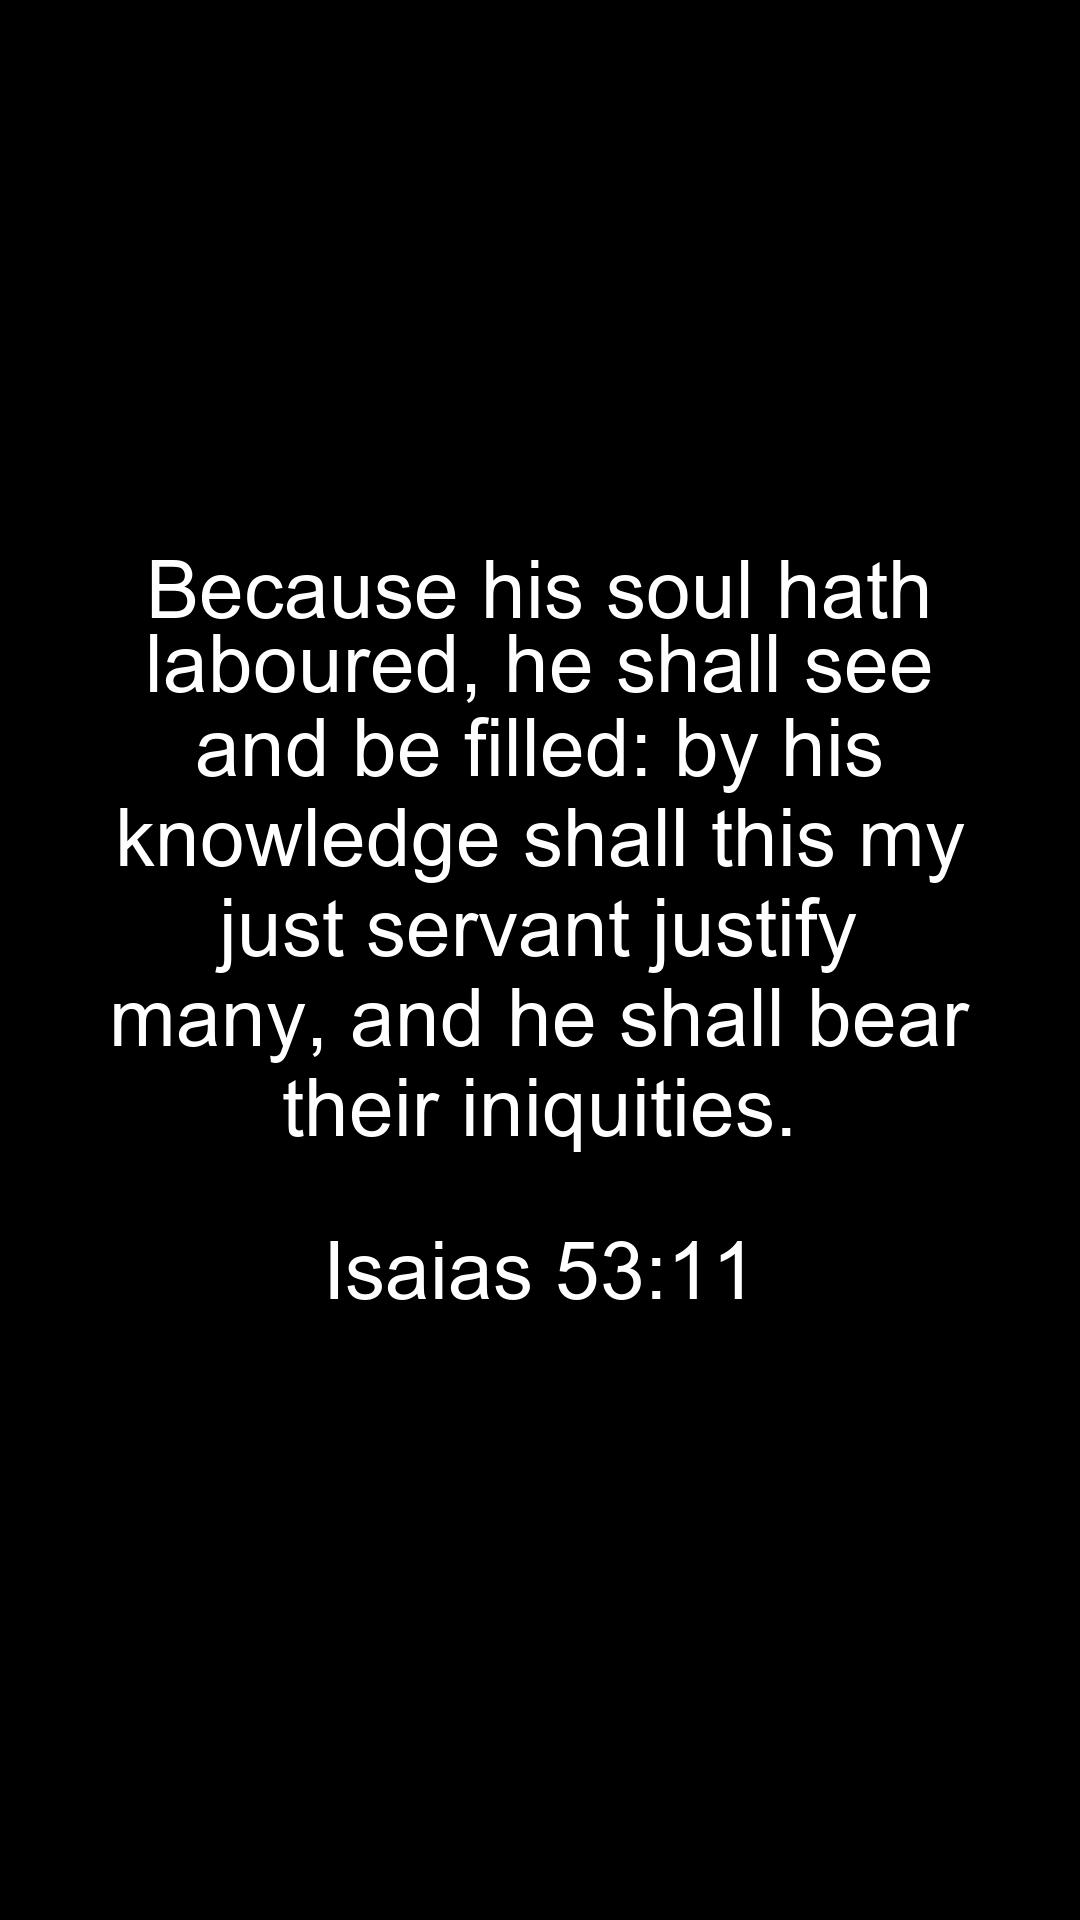 Because his soul hath
laboured, he shall see
and be filled: by his
knowledge shall this my
just servant justify
many, and he shall bear
their iniquities.
Isaias 53:11